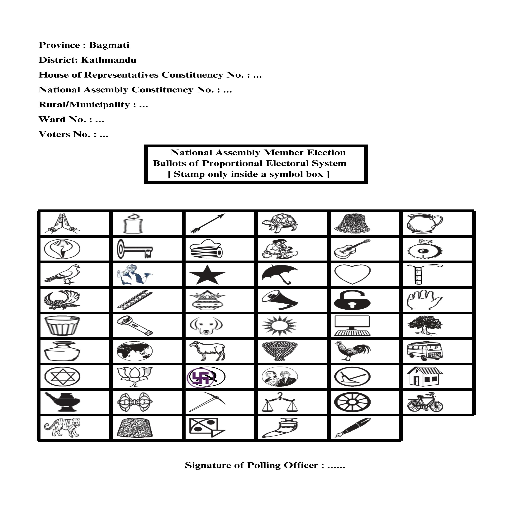 Province : Bagmati
District: Kathmandu
House of Representatives Constituency No. : ...
National Assembly Constituency No. : ...
Rural/Municipality : ...
Ward No. : ...
Voters No. : ...
National Assembly Member Election
Ballots of Proportional Electoral System
[ Stamp only inside a symbol box ]
Signature of Polling Officer : ......